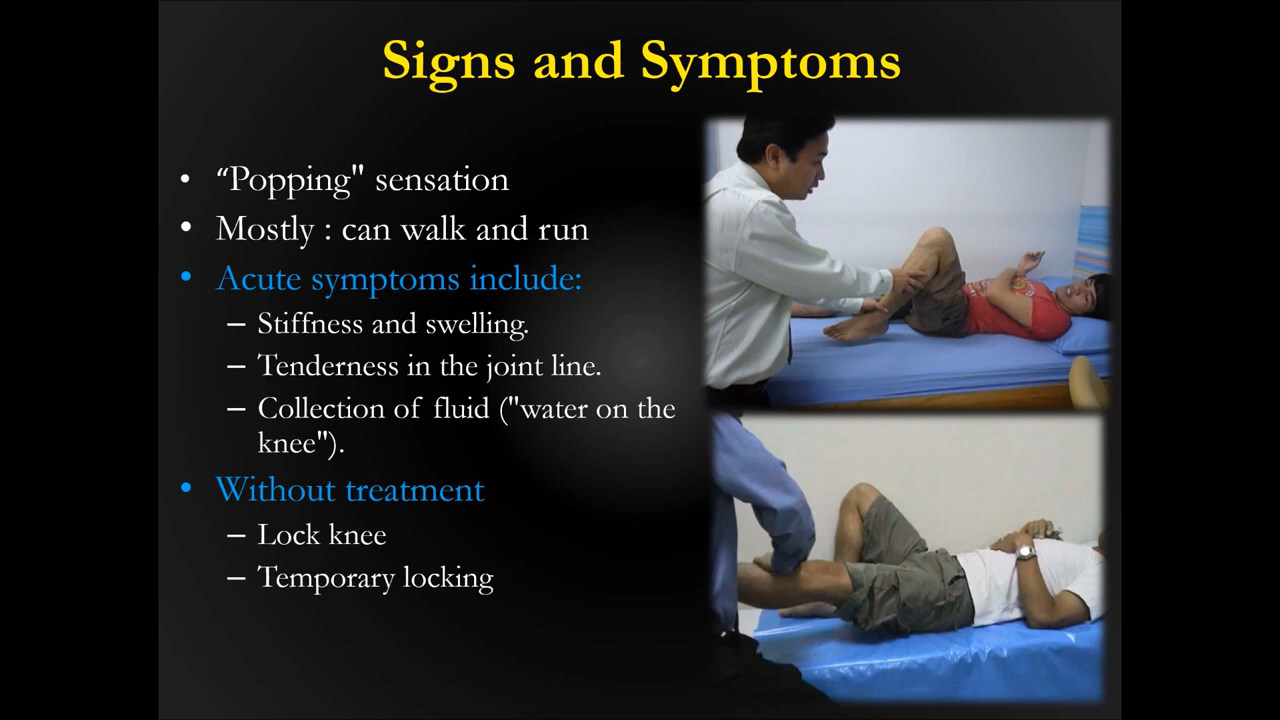 Signs and Symptoms
• “Popping" sensation
• Mostly : can walk and run
• Acute symptoms include:
– Stiffness and swelling.
– Tenderness in the joint line.
– Collection of fluid ("water on the
knee").
• Without treatment
– Lock knee
– Temporary locking